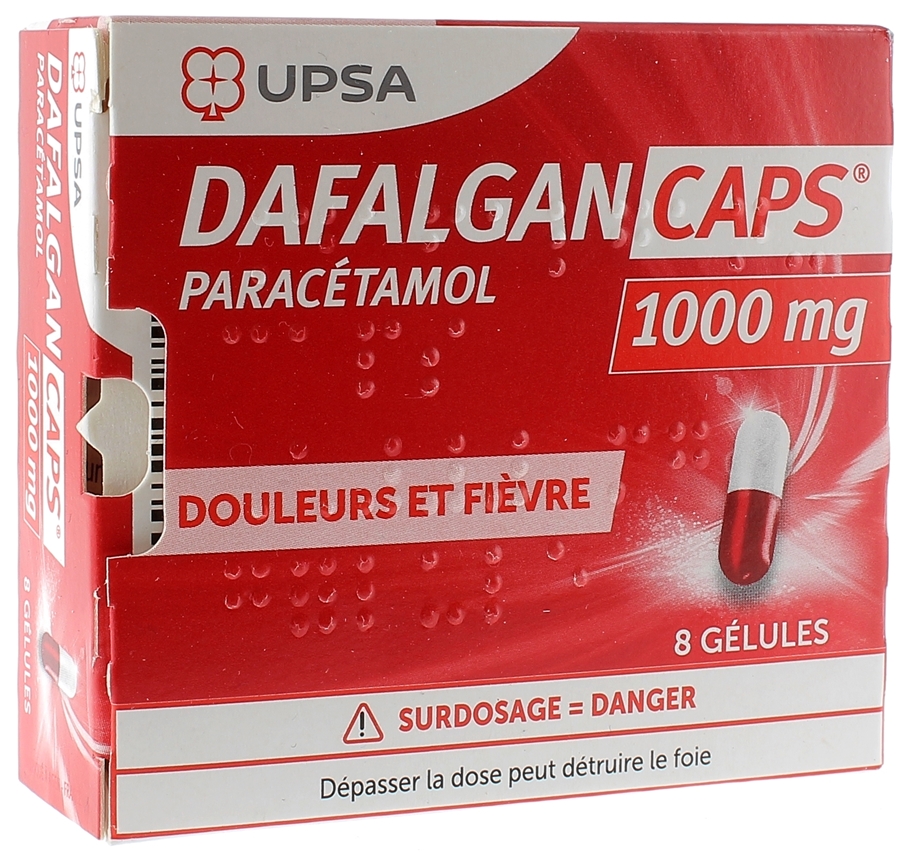 UPSA
DAFALGAN CAPS®
PARACÉTAMOL
1000 mg
DOULEURS ET FIÈVRE
8 GÉLULES
SURDOSAGE = DANGER
Dépasser la dose peut détruire le foie
UPSA
DAFALGAN CAPS®
PARACÉTAMOL
1000 mg
8 GÉLULES